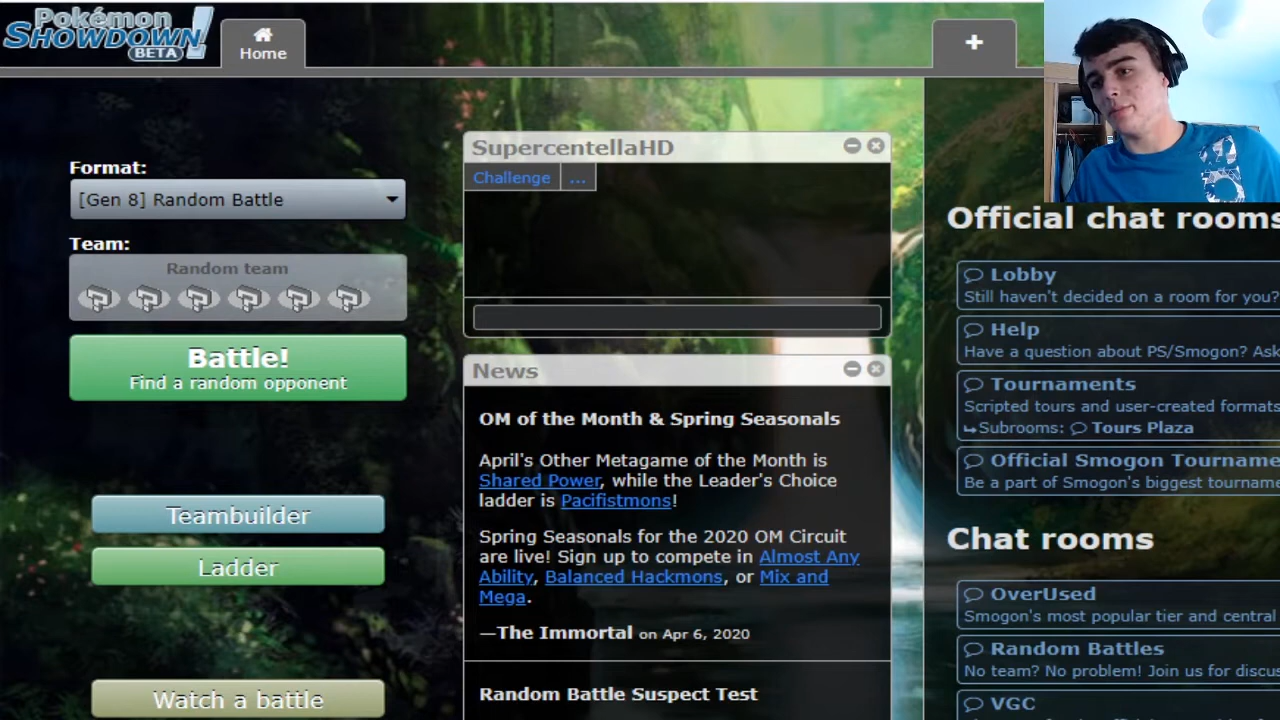 Pokémon
SHOWDOWN!
BETA
Home
+
Format:
[Gen 8] Random Battle
Team:
Random team
Battle!
Find a random opponent
Teambuilder
Ladder
Watch a battle
SupercentellaHD
Challenge
...
News
OM of the Month & Spring Seasonals
April's Other Metagame of the Month is
Shared Power, while the Leader's Choice
ladder is Pacifistmons!
Spring Seasonals for the 2020 OM Circuit
are live! Sign up to compete in Almost Any
Ability, Balanced Hackmons, or Mix and
Mega.
—The Immortal on Apr 6, 2020
Random Battle Suspect Test
Official chat rooms
Lobby
Still haven't decided on a room for you?
Help
Have a question about PS/Smogon? Ask
Tournaments
Scripted tours and user-created formats
Subrooms: Tours Plaza
Official Smogon Tourname
Be a part of Smogon's biggest tourname
Chat rooms
OverUsed
Smogon's most popular tier and central
Random Battles
No team? No problem! Join us for discus
VGC